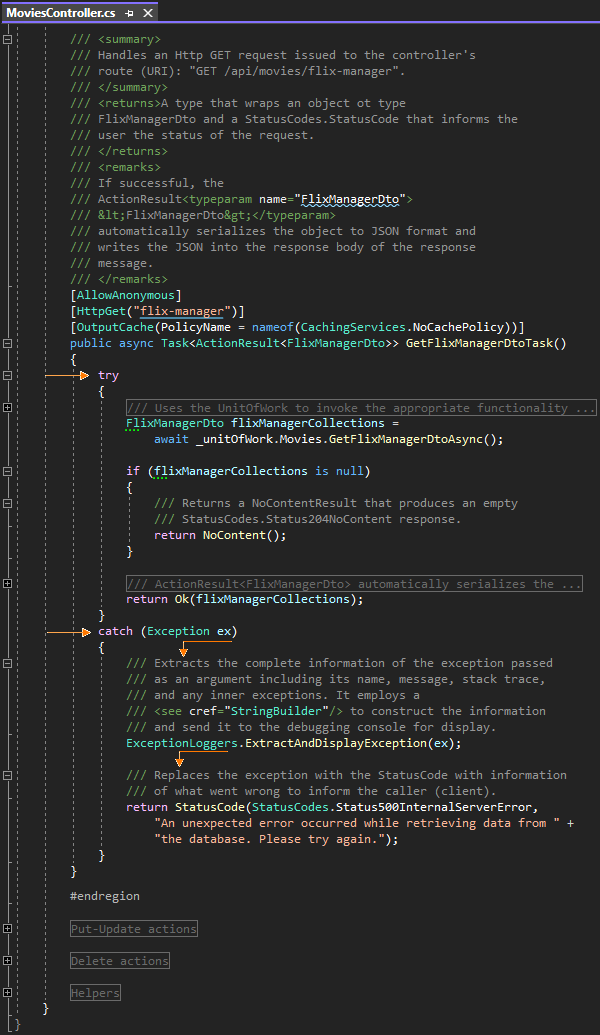 MoviesController.cs
/// <summary>
/// Handles an Http GET request issued to the controller's
/// route (URI): "GET /api/movies/flix-manager".
/// </summary>
/// <returns>A type that wraps an object ot type
/// FlixManagerDto and a StatusCodes.StatusCode that informs the
/// user the status of the request.
/// </returns>
/// <remarks>
/// If successful, the
/// ActionResult<typeparam name="FlixManagerDto">
/// &lt;FlixManagerDto&gt;</typeparam>
/// automatically serializes the object to JSON format and
/// writes the JSON into the response body of the response
/// message.
/// </remarks>
[AllowAnonymous]
[HttpGet("flix-manager")]
[OutputCache(PolicyName = nameof(CachingServices.NoCachePolicy))]
public async Task<ActionResult<FlixManagerDto>> GetFlixManagerDtoTask()
{
try
{
/// Uses the UnitOfWork to invoke the appropriate functionality ...
FlixManagerDto flixManagerCollections =
await _unitOfWork.Movies.GetFlixManagerDtoAsync();
if (flixManagerCollections is null)
{
/// Returns a NoContentResult that produces an empty
/// StatusCodes.Status204NoContent response.
return NoContent();
}
/// ActionResult<FlixManagerDto> automatically serializes the ...
return Ok(flixManagerCollections);
}
catch (Exception ex)
{
/// Extracts the complete information of the exception passed
/// as an argument including its name, message, stack trace,
/// and any inner exceptions. It employs a
/// <see cref="StringBuilder"/> to construct the information
/// and send it to the debugging console for display.
ExceptionLoggers.ExtractAndDisplayException(ex);
/// Replaces the exception with the StatusCode with information
/// of what went wrong to inform the caller (client).
return StatusCode(StatusCodes.Status500InternalServerError,
"An unexpected error occurred while retrieving data from " +
"the database. Please try again.");
}
}
#endregion
Put-Update actions
Delete actions
Helpers
}
}